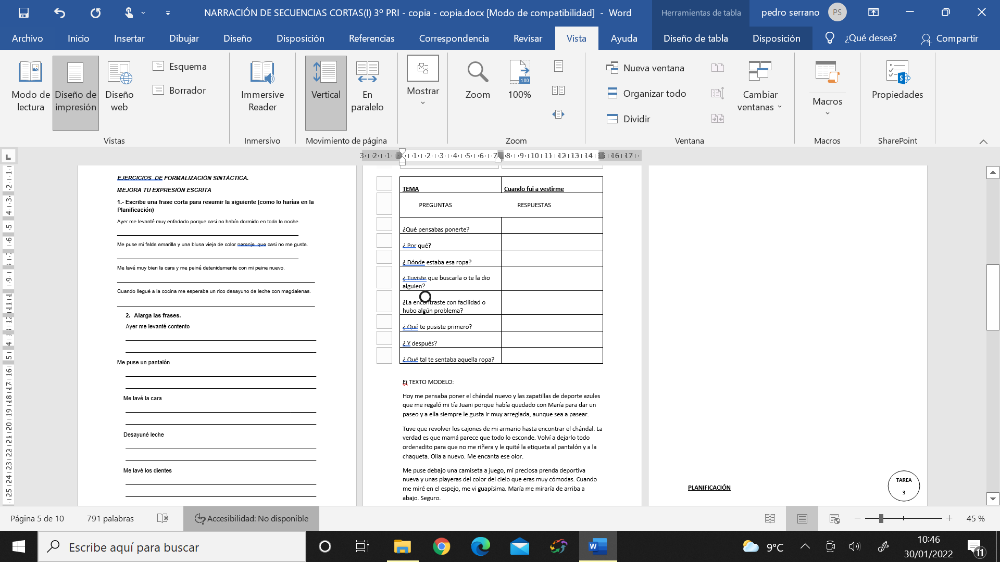 NARRACIÓN DE SECUENCIAS CORTAS(I) 3º PRI - copia - copia.docx [Modo de compatibilidad] - Word
Herramientas de tabla
pedro serrano
PS
Archivo
Inicio
Insertar
Dibujar
Diseño
Disposición
Referencias
Correspondencia
Revisar
Vista
Ayuda
Diseño de tabla
Disposición
¿Qué desea?
Compartir
Modo de lectura
Diseño de impresión
Diseño web
Esquema
Borrador
Vistas
Immersive Reader
Inmersivo
Vertical
En paralelo
Movimiento de página
Mostrar
Zoom
100
100%
Zoom
Nueva ventana
Organizar todo
Dividir
Cambiar ventanas
Ventana
Macros
Macros
Propiedades
SharePoint
EJERCICIOS DE FORMALIZACIÓN SINTÁCTICA.
MEJORA TU EXPRESIÓN ESCRITA
1.- Escribe una frase corta para resumir la siguiente (como lo harías en la
Planificación)
Ayer me levanté muy enfadado porque casi no había dormido en toda la noche.
Me puse mi falda amarilla y una blusa vieja de color naranja que casi no me gusta.
Me lavé muy bien la cara y me peiné detenidamente con mi peine nuevo.
Cuando llegué a la cocina me esperaba un rico desayuno de leche con magdalenas.
2. Alarga las frases.
Ayer me levanté contento
Me puse un pantalón
Me lavé la cara
Desayuné leche
Me lavé los dientes
TEMA
Cuando fui a vestirme
PREGUNTAS
RESPUESTAS
¿Qué pensabas ponerte?
¿ Por qué?
¿ Dónde estaba esa ropa?
¿ Tuviste que buscarla o te la dio
alguien?
¿La encontraste con facilidad o
hubo algún problema?
¿ Qué te pusiste primero?
¿ Y después?
¿ Qué tal te sentaba aquella ropa?
Ej TEXTO MODELO:
Hoy me pensaba poner el chándal nuevo y las zapatillas de deporte azules
que me regaló mi tía Juani porque había quedado con María para dar un
paseo y a ella siempre le gusta ir muy arreglada, aunque sea a pasear.
Tuve que revolver los cajones de mi armario hasta encontrar el chándal. La
verdad es que mamá parece que todo lo esconde. Volví a dejarlo todo
ordenadito para que no me riñera y le quité la etiqueta al pantalón y a la
chaqueta. Olía a nuevo. Me encanta ese olor.
Me puse debajo una camiseta a juego, mi preciosa prenda deportiva
nueva y unas playeras del color del cielo que eras muy cómodas. Cuando
me miré en el espejo, me vi guapísima. María me miraría de arriba a
abajo. Seguro.
PLANIFICACIÓN
TAREA
3
Página 5 de 10
791 palabras
Accesibilidad: No disponible
45 %
Escribe aquí para buscar
9°C
10:46
30/01/2022
11